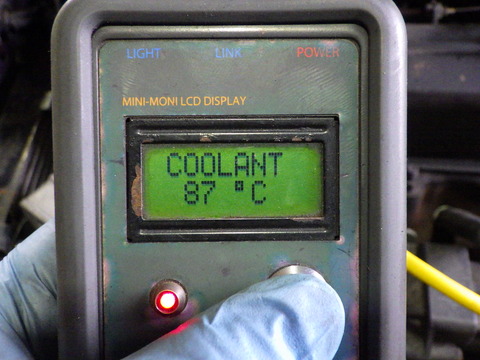 LIGHT LINK POWER
MINI-MONI LCD DISPLAY
COOLANT
87 °C